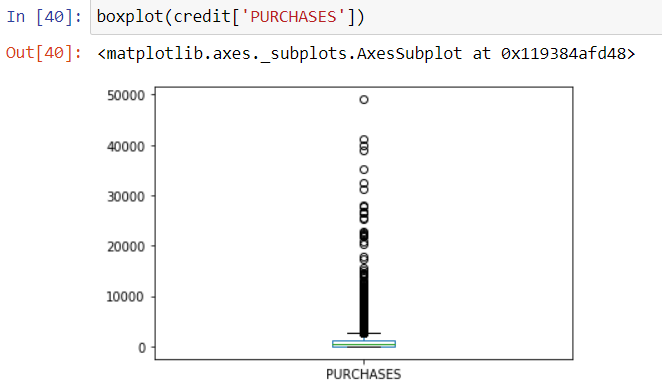 In [40]: boxplot(credit['PURCHASES'])
Out[40]: <matplotlib.axes._subplots.AxesSubplot at 0x119384afd48>
50000
40000
30000
20000
10000
0
PURCHASES